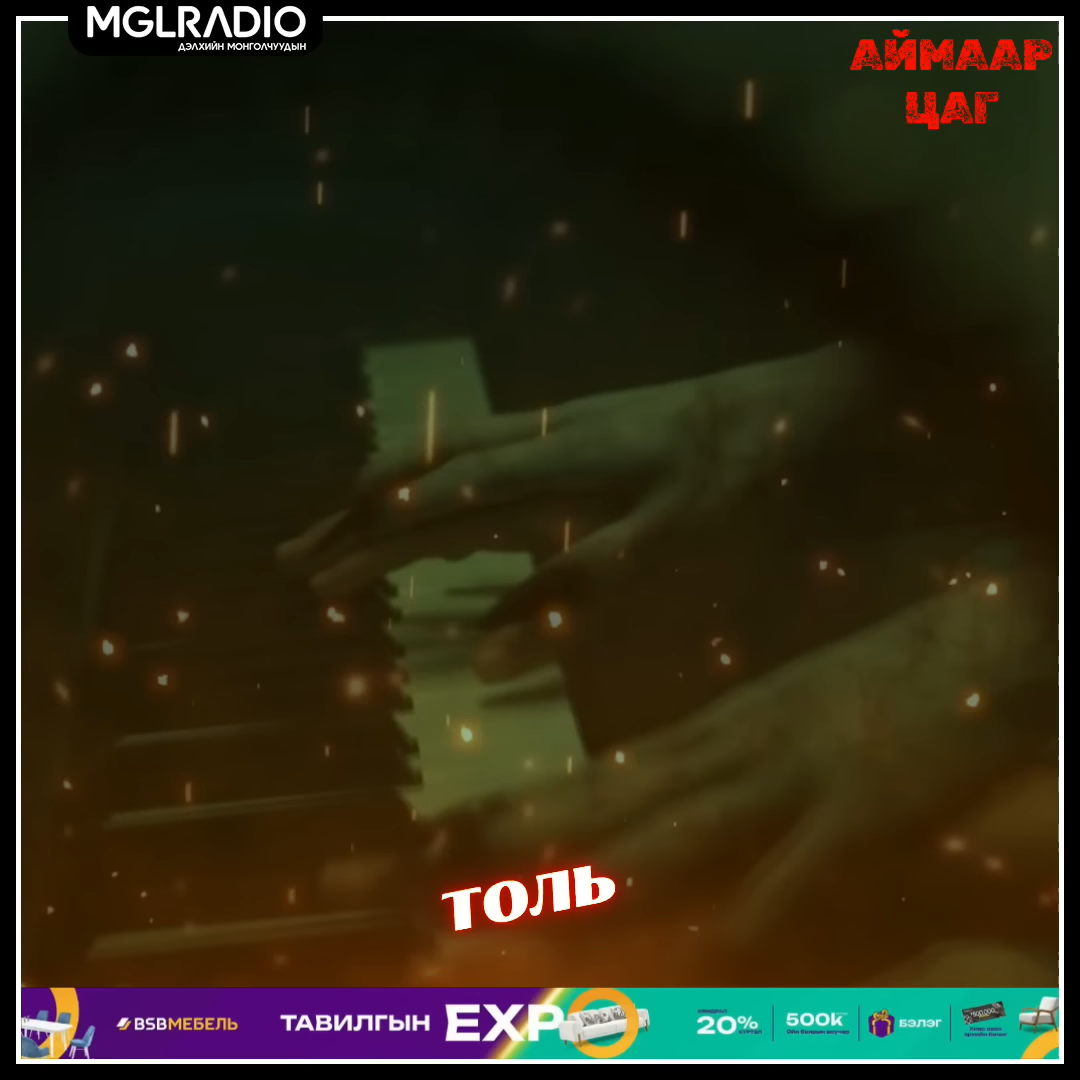 MGLRADIO
ДЭЛХИЙН МОНГОЛЧУУДЫН
АЙМААР
ЦАГ
ТОЛЬ
BSBМЕБЕЛЬ
ТАВИЛГЫН EXPO
20%
500k
БЭЛЭГ